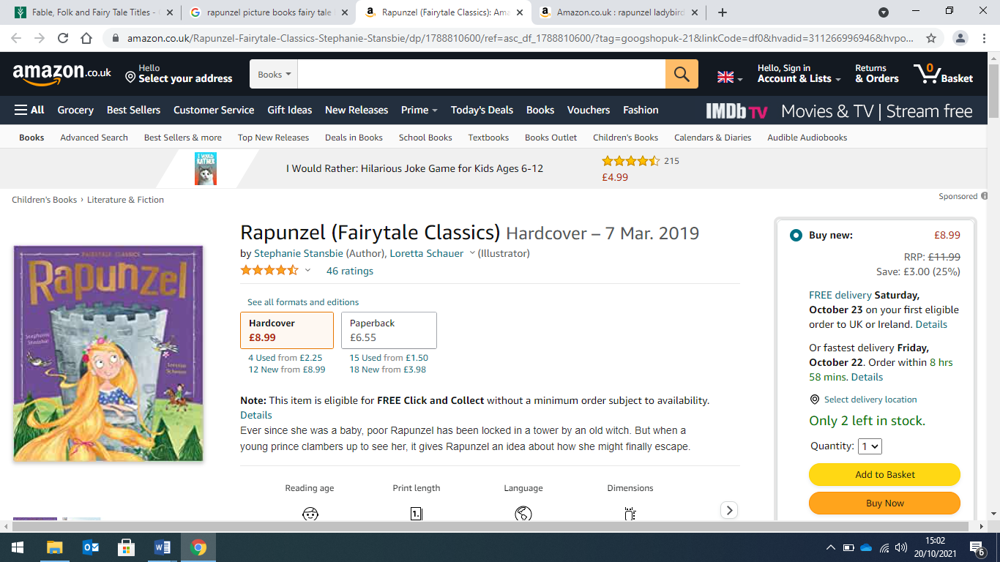 Fable, Folk and Fairy Tale Titles -
rapunzel picture books fairy tale
Rapunzel (Fairytale Classics): Ama
Amazon.co.uk : rapunzel ladybird
amazon.co.uk/Rapunzel-Fairytale-Classics-Stephanie-Stansbie/dp/1788810600/ref=asc_df_1788810600/?tag=googshopuk-21&linkCode=df0&hvadid=311266996946&hvpo...
amazon.co.uk
Hello
Select your address
Books
Hello, Sign in
Account & Lists
Returns
& Orders
0
Basket
All Grocery Best Sellers Customer Service Gift Ideas New Releases Prime Today's Deals Books Vouchers Fashion
IMDb TV Movies & TV | Stream free
Books Advanced Search Best Sellers & more Top New Releases Deals in Books School Books Textbooks Books Outlet Children's Books Calendars & Diaries Audible Audiobooks
I WOULD
RATHER
I Would Rather: Hilarious Joke Game for Kids Ages 6-12
215
£4.99
Sponsored
Children's Books › Literature & Fiction
FAIRYTALE CLASSICS
Rapunzel
Stephanie
Stansbie
Loretta
Schauer
Rapunzel (Fairytale Classics) Hardcover – 7 Mar. 2019
by Stephanie Stansbie (Author), Loretta Schauer (Illustrator)
46 ratings
See all formats and editions
Hardcover
£8.99
4 Used from £2.25
12 New from £8.99
Paperback
£6.55
15 Used from £1.50
18 New from £3.98
Note: This item is eligible for FREE Click and Collect without a minimum order subject to availability.
Details
Ever since she was a baby, poor Rapunzel has been locked in a tower by an old witch. But when a
young prince clambers up to see her, it gives Rapunzel an idea about how she might finally escape.
Reading age
Print length
1.
Language
Dimensions
Buy new: £8.99
RRP: £11.99
Save: £3.00 (25%)
FREE delivery Saturday,
October 23 on your first eligible
order to UK or Ireland. Details
Or fastest delivery Friday,
October 22. Order within 8 hrs
58 mins. Details
Select delivery location
Only 2 left in stock.
Quantity: 1
Add to Basket
Buy Now
15:02
20/10/2021
6